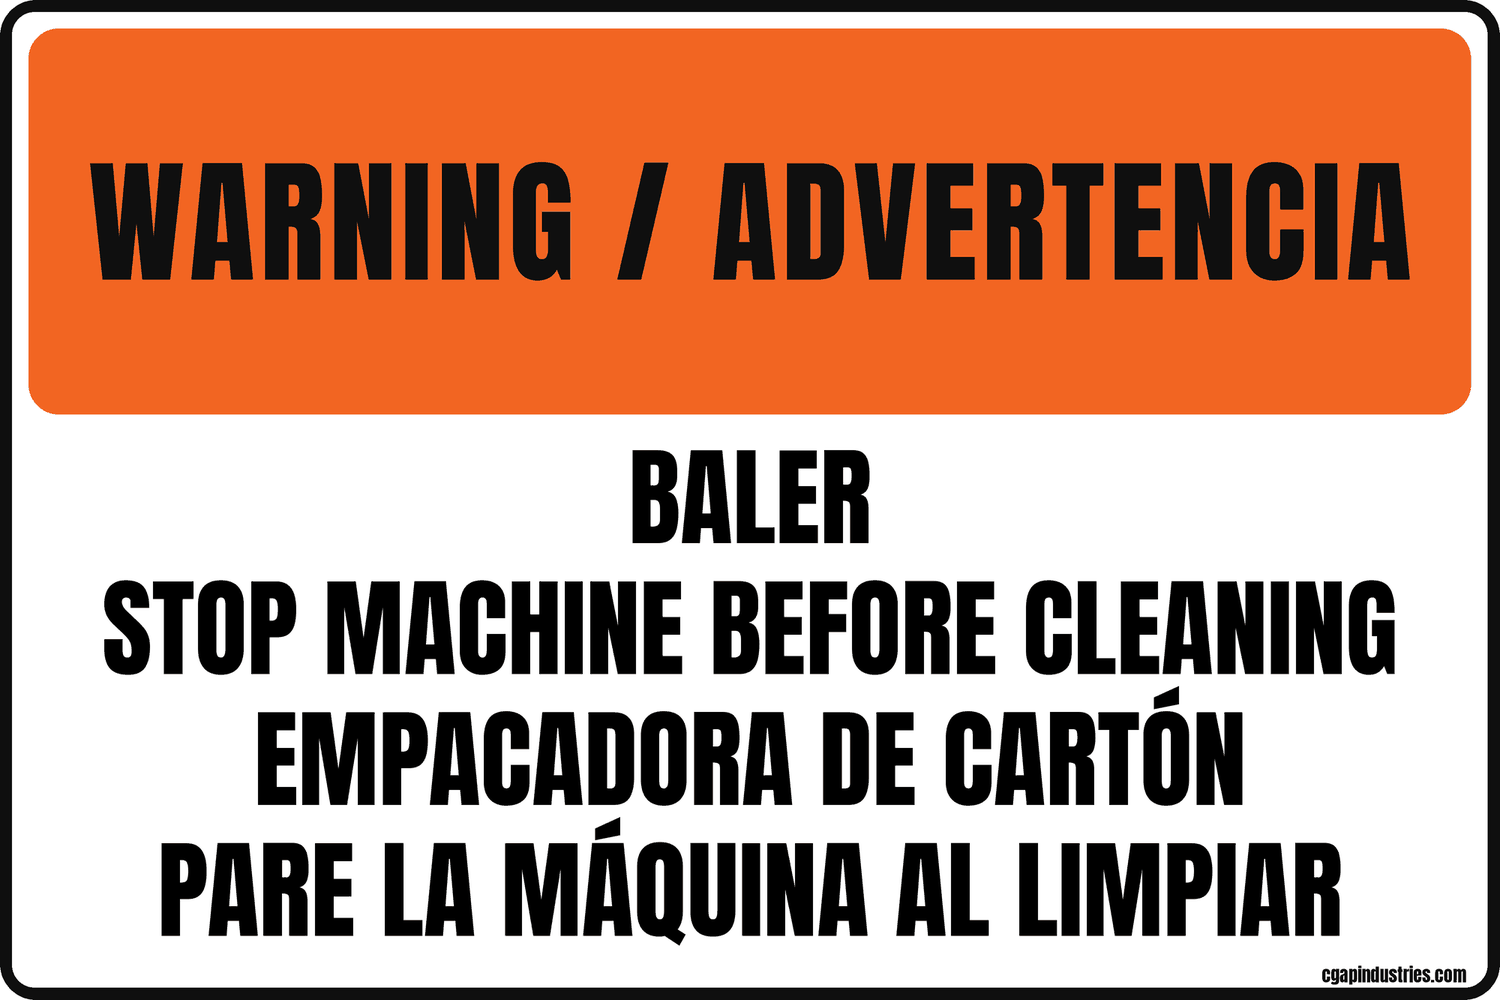 WARNING / ADVERTENCIA
BALER
STOP MACHINE BEFORE CLEANING
EMPACADORA DE CARTÓN
PARE LA MÁQUINA AL LIMPIAR
cgapindustries.com